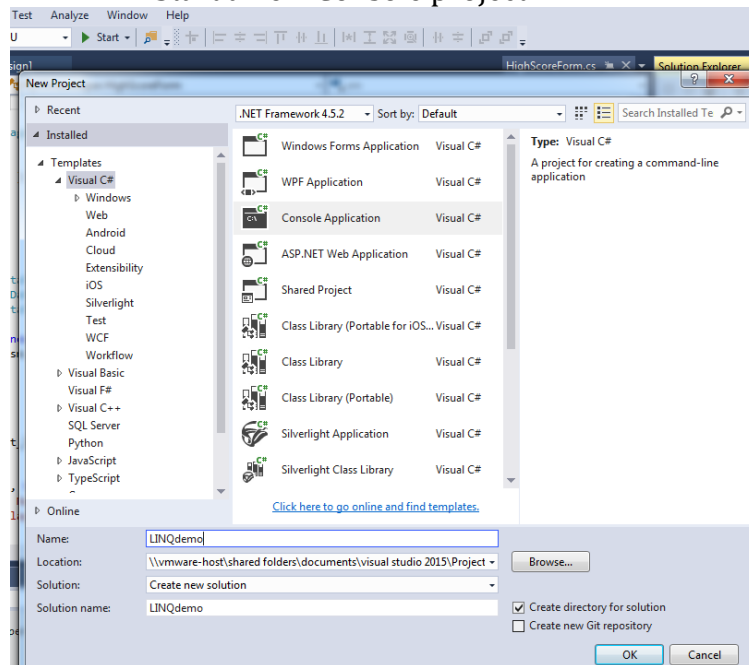 Test Analyze Window Help
U Start
HighScoreForm.cs Solution Explorer
New Project
Recent
.NET Framework 4.5.2 Sort by: Default Search Installed Te
Installed
Templates
Visual C#
Windows
Web
Android
Cloud
Extensibility
iOS
Silverlight
Test
WCF
Workflow
Visual Basic
Visual F#
Visual C++
SQL Server
Python
JavaScript
TypeScript
Online
Windows Forms Application Visual C#
WPF Application Visual C#
Console Application Visual C#
ASP.NET Web Application Visual C#
Shared Project Visual C#
Class Library (Portable for iOS... Visual C#
Class Library Visual C#
Class Library (Portable) Visual C#
Silverlight Application Visual C#
Silverlight Class Library Visual C#
Click here to go online and find templates.
Type: Visual C#
A project for creating a command-line
application
Name: LINQdemo
Location: \\vmware-host\shared folders\documents\visual studio 2015\Project
Browse...
Solution: Create new solution
Solution name: LINQdemo
Create directory for solution
Create new Git repository
OK Cancel